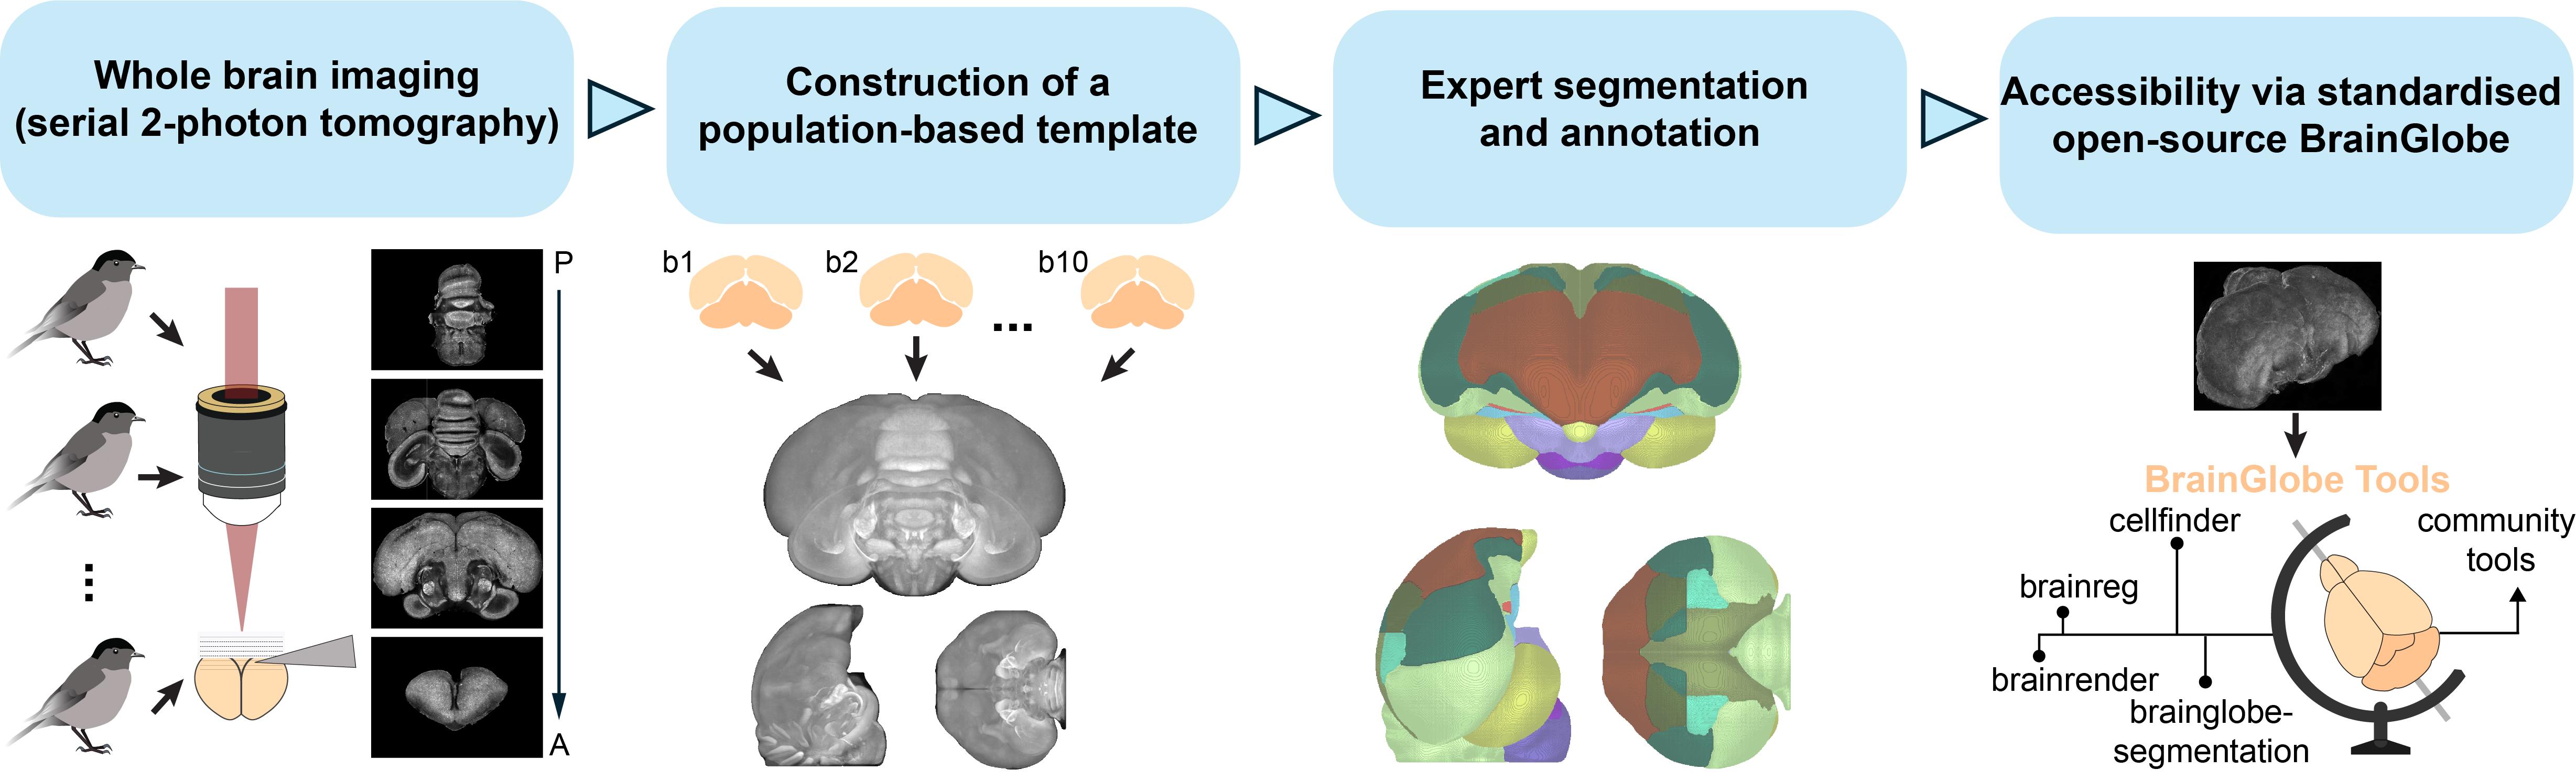 Whole brain imaging
(serial 2-photon tomography)
Construction of a
population-based template
Expert segmentation
and annotation
Accessibility via standardised
open-source BrainGlobe
P
A
b1
b2
...
b10
BrainGlobe Tools
cellfinder
community
tools
brainreg
brainrender
brainglobe-
segmentation